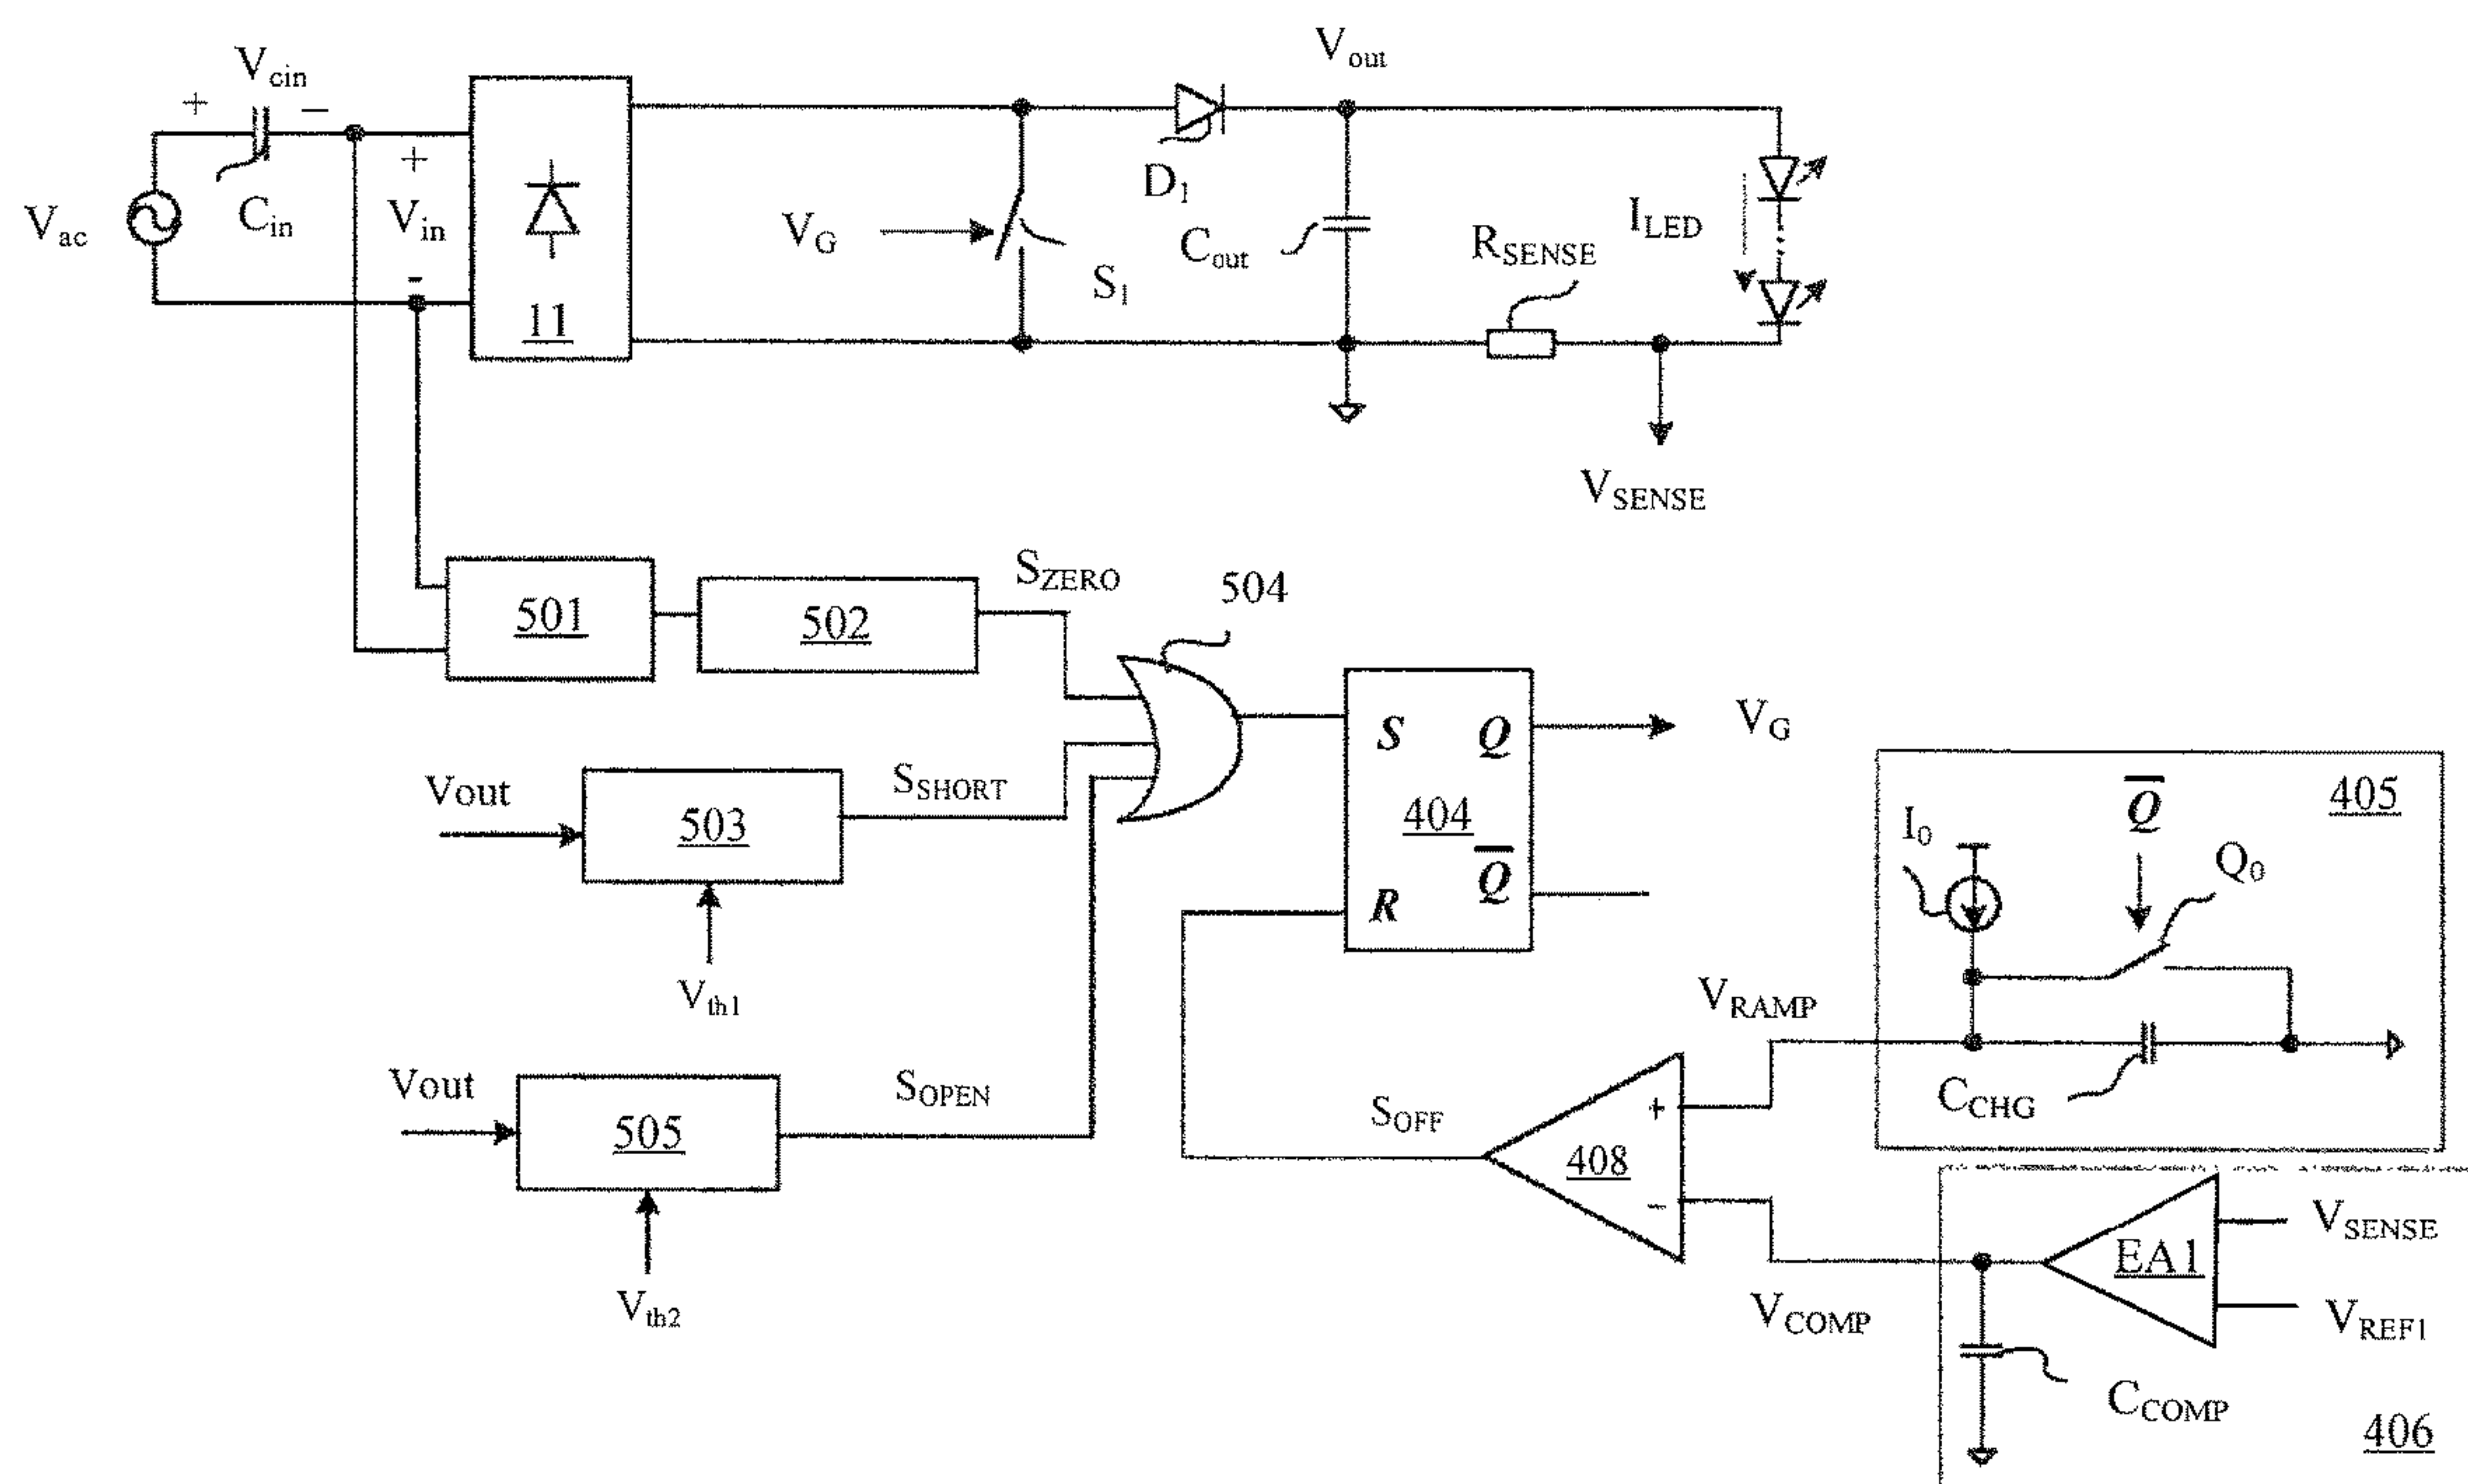 V_cin
V_out
+ −
V_ac
C_in
+
V_in
-
11
V_G
S_1
D_1
C_out
R_SENSE
I_LED
V_SENSE
501
502
S_ZERO
504
Vout
503
S_SHORT
V_th1
S Q
404
R Q̅
V_G
405
I_0
Q̅
Q_0
V_RAMP
C_CHG
Vout
505
S_OPEN
V_th2
S_OFF
408
+
−
V_COMP
EA1
V_SENSE
V_REF1
C_COMP
406